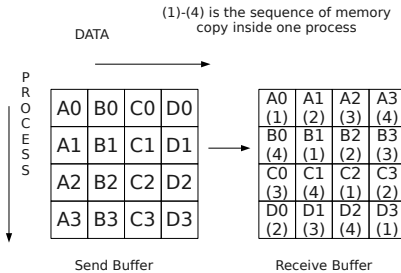 (1)-(4) is the sequence of memory
copy inside one process
DATA
PROCESS
A0 B0 C0 D0
A1 B1 C1 D1
A2 B2 C2 D2
A3 B3 C3 D3
Send Buffer
A0 A1 A2 A3
(1) (2) (3) (4)
B0 B1 B2 B3
(4) (1) (2) (3)
C0 C1 C2 C3
(3) (4) (1) (2)
D0 D1 D2 D3
(2) (3) (4) (1)
Receive Buffer